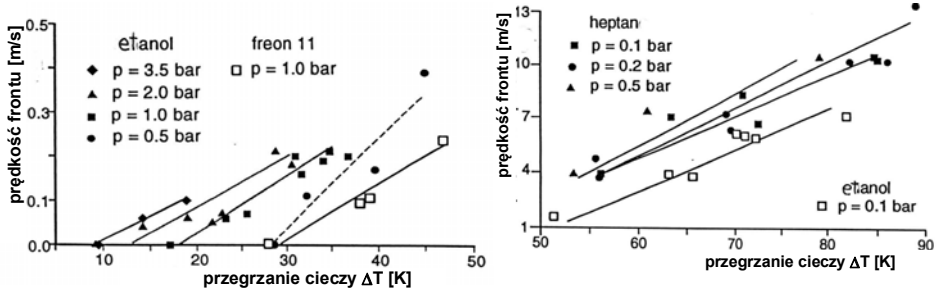 prędkość frontu [m/s]
0.5
0.3
0.1
0.0
etanol
p = 3.5 bar
p = 2.0 bar
p = 1.0 bar
p = 0.5 bar
freon 11
p = 1.0 bar
10
20
30
40
50
przegrzanie cieczy ΔT [K]
prędkość frontu [m/s]
13
10
7
4
1
heptan
p = 0.1 bar
p = 0.2 bar
p = 0.5 bar
etanol
p = 0.1 bar
50
60
70
80
90
przegrzanie cieczy ΔT [K]